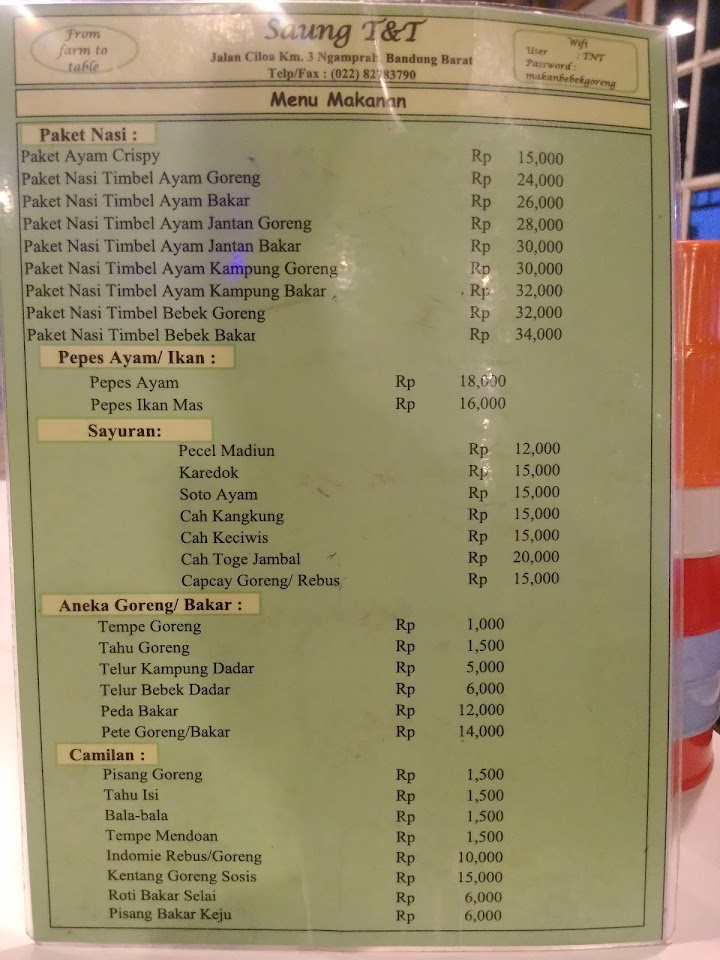 From
farm to
table
Saung T&T
Jalan Ciloa Km. 3 Ngamprah, Bandung Barat
Telp/Fax : (022) 82783790
Wifi
User : TNT
Password :
makanbebekgoreng
Menu Makanan
Paket Nasi :
Paket Ayam Crispy Rp 15,000
Paket Nasi Timbel Ayam Goreng Rp 24,000
Paket Nasi Timbel Ayam Bakar Rp 26,000
Paket Nasi Timbel Ayam Jantan Goreng Rp 28,000
Paket Nasi Timbel Ayam Jantan Bakar Rp 30,000
Paket Nasi Timbel Ayam Kampung Goreng Rp 30,000
Paket Nasi Timbel Ayam Kampung Bakar Rp 32,000
Paket Nasi Timbel Bebek Goreng Rp 32,000
Paket Nasi Timbel Bebek Bakar Rp 34,000
Pepes Ayam/ Ikan :
Pepes Ayam Rp 18,000
Pepes Ikan Mas Rp 16,000
Sayuran:
Pecel Madiun Rp 12,000
Karedok Rp 15,000
Soto Ayam Rp 15,000
Cah Kangkung Rp 15,000
Cah Keciwis Rp 15,000
Cah Toge Jambal Rp 20,000
Capcay Goreng/ Rebus Rp 15,000
Aneka Goreng/ Bakar :
Tempe Goreng Rp 1,000
Tahu Goreng Rp 1,500
Telur Kampung Dadar Rp 5,000
Telur Bebek Dadar Rp 6,000
Peda Bakar Rp 12,000
Pete Goreng/Bakar Rp 14,000
Camilan :
Pisang Goreng Rp 1,500
Tahu Isi Rp 1,500
Bala-bala Rp 1,500
Tempe Mendoan Rp 1,500
Indomie Rebus/Goreng Rp 10,000
Kentang Goreng Sosis Rp 15,000
Roti Bakar Selai Rp 6,000
Pisang Bakar Keju Rp 6,000